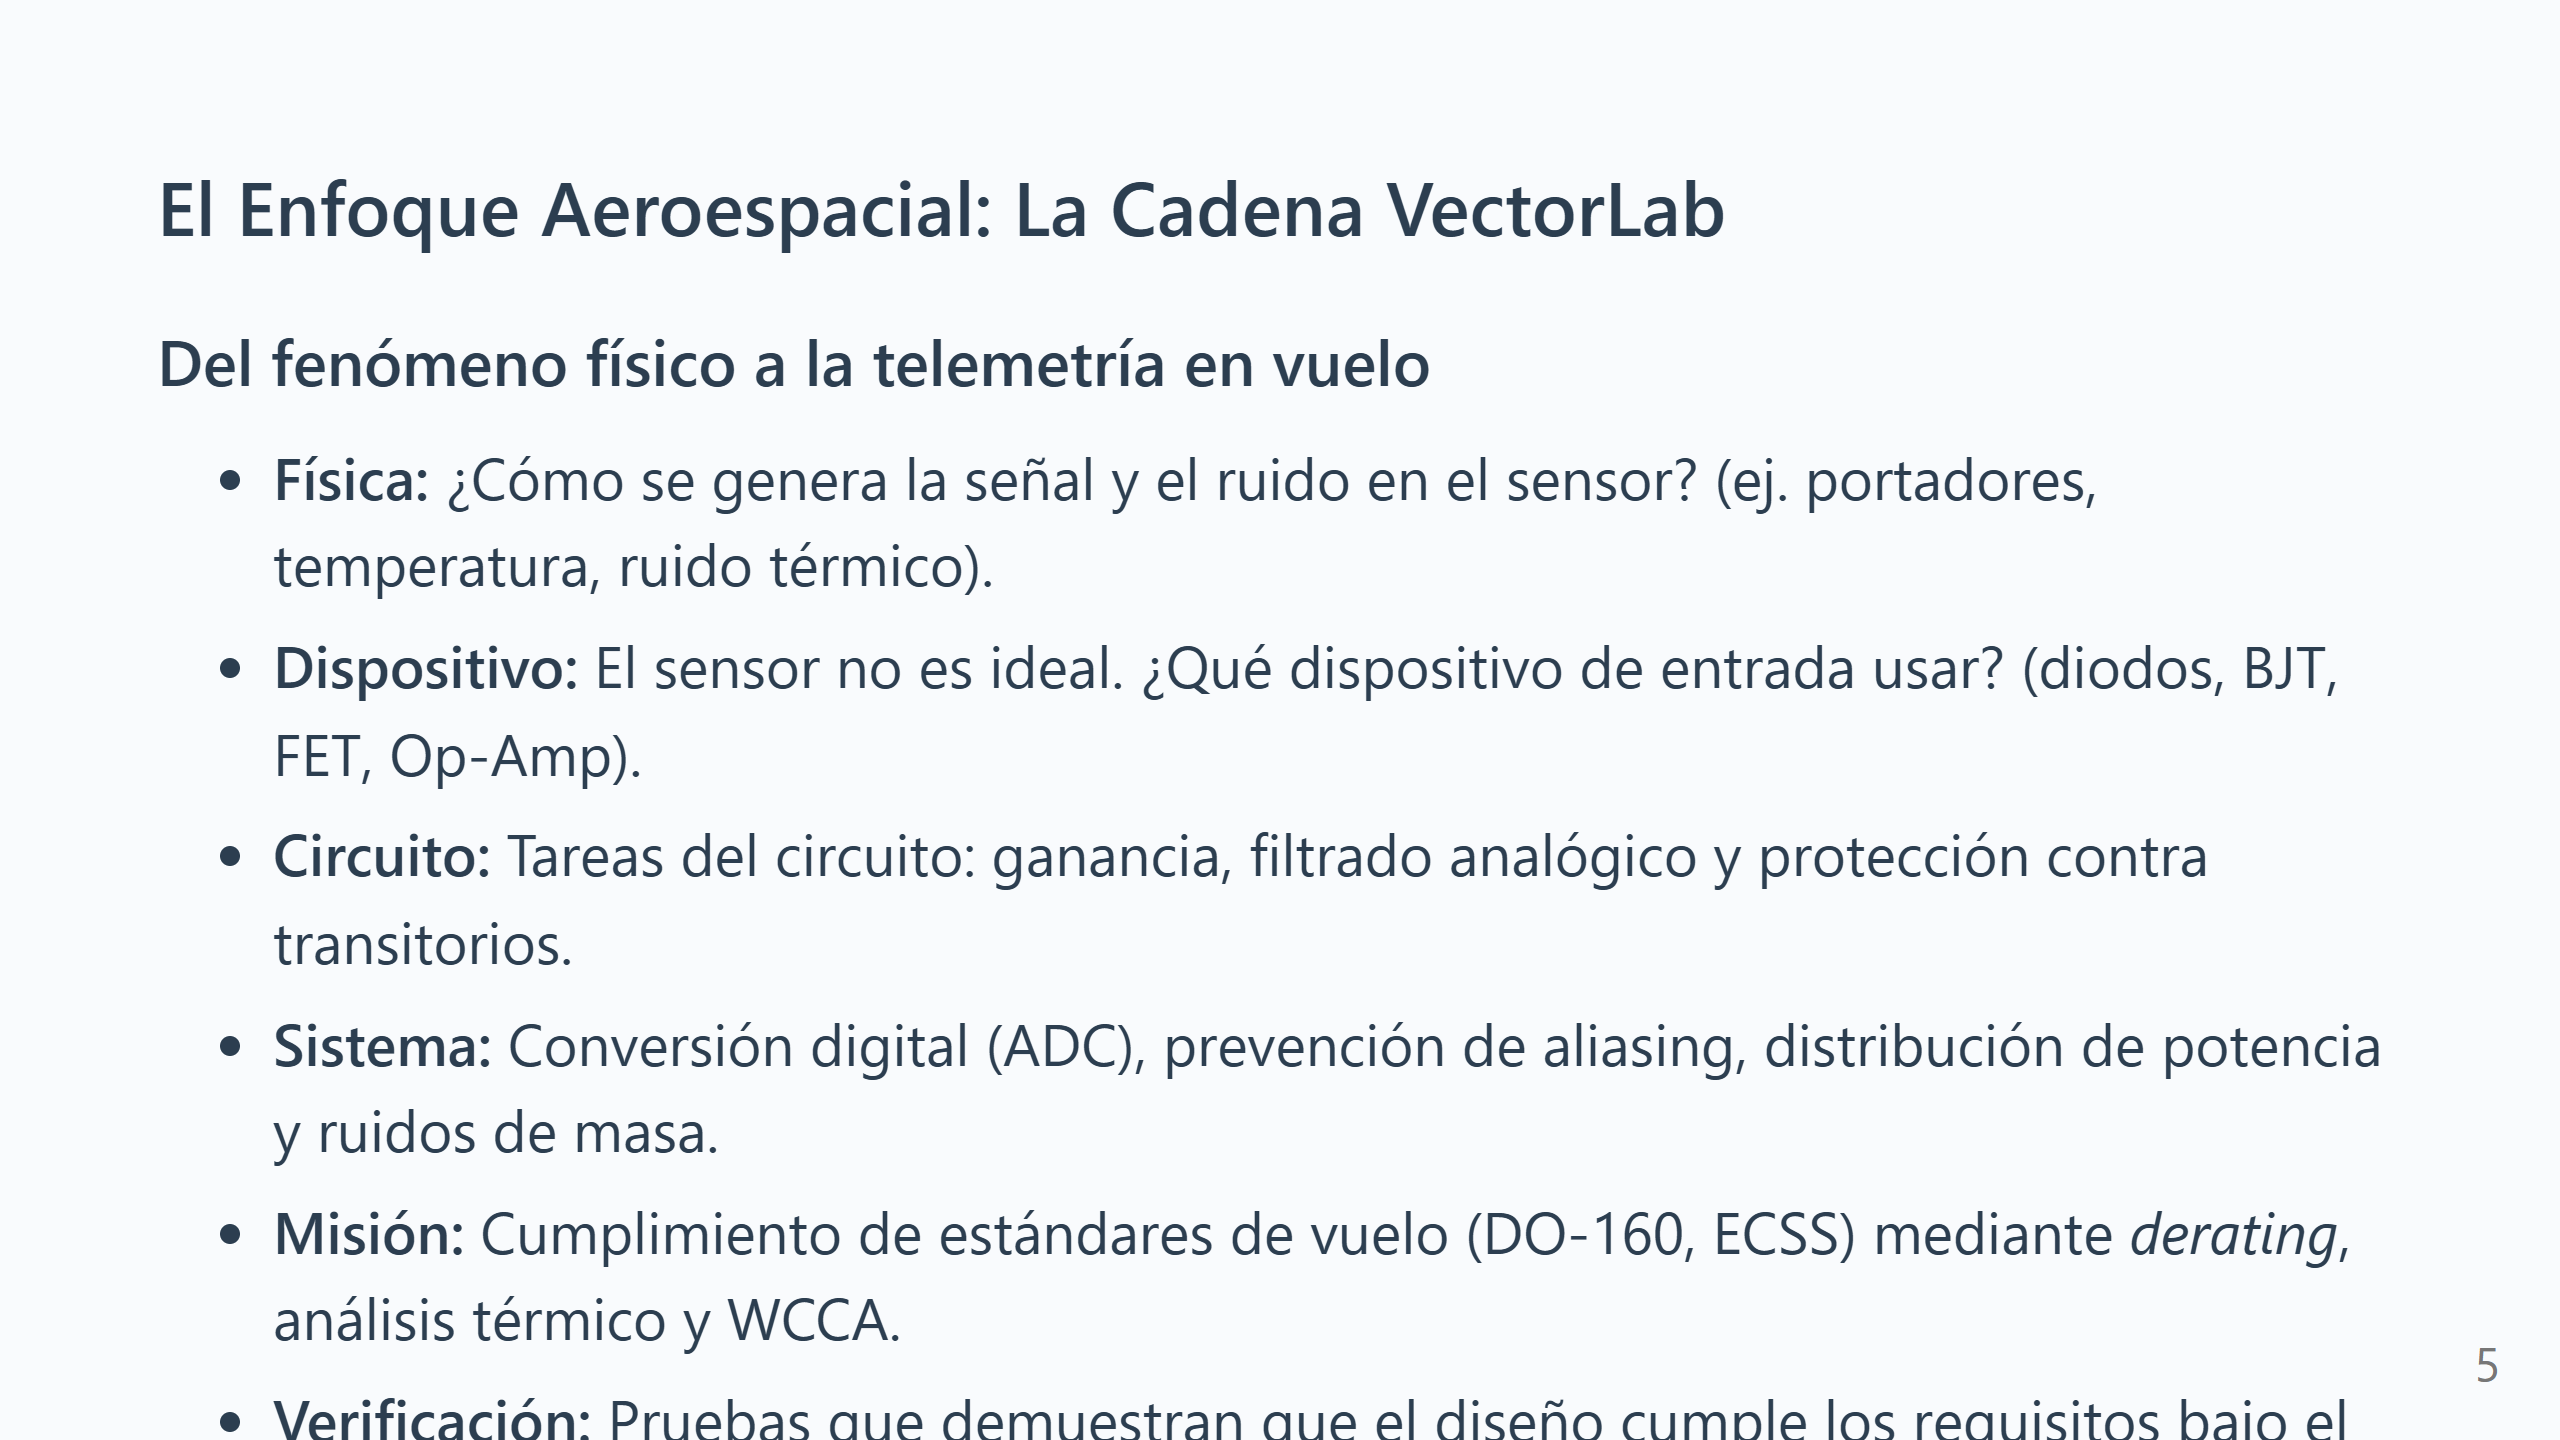 El Enfoque Aeroespacial: La Cadena VectorLab
Del fenómeno físico a la telemetría en vuelo
• Física: ¿Cómo se genera la señal y el ruido en el sensor? (ej. portadores,
temperatura, ruido térmico).
• Dispositivo: El sensor no es ideal. ¿Qué dispositivo de entrada usar? (diodos, BJT,
FET, Op-Amp).
• Circuito: Tareas del circuito: ganancia, filtrado analógico y protección contra
transitorios.
• Sistema: Conversión digital (ADC), prevención de aliasing, distribución de potencia
y ruidos de masa.
• Misión: Cumplimiento de estándares de vuelo (DO-160, ECSS) mediante derating,
análisis térmico y WCCA.
• Verificación: Pruebas que demuestran que el diseño cumple los requisitos bajo el
5